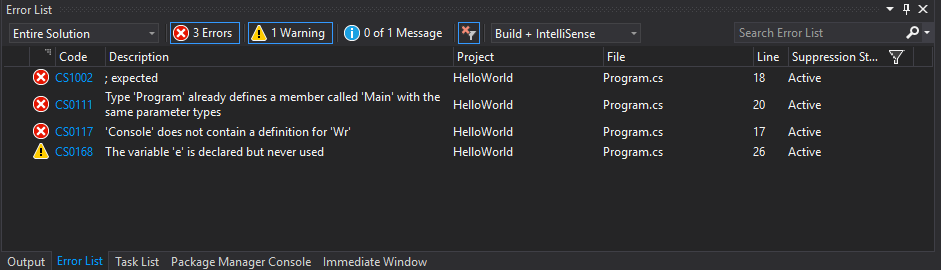 Error List
Entire Solution 3 Errors 1 Warning 0 of 1 Message Build + IntelliSense Search Error List
Code Description Project File Line Suppression St...
CS1002 ; expected HelloWorld Program.cs 18 Active
CS0111 Type 'Program' already defines a member called 'Main' with the same parameter types HelloWorld Program.cs 20 Active
CS0117 'Console' does not contain a definition for 'Wr' HelloWorld Program.cs 17 Active
CS0168 The variable 'e' is declared but never used HelloWorld Program.cs 26 Active
Output Error List Task List Package Manager Console Immediate Window